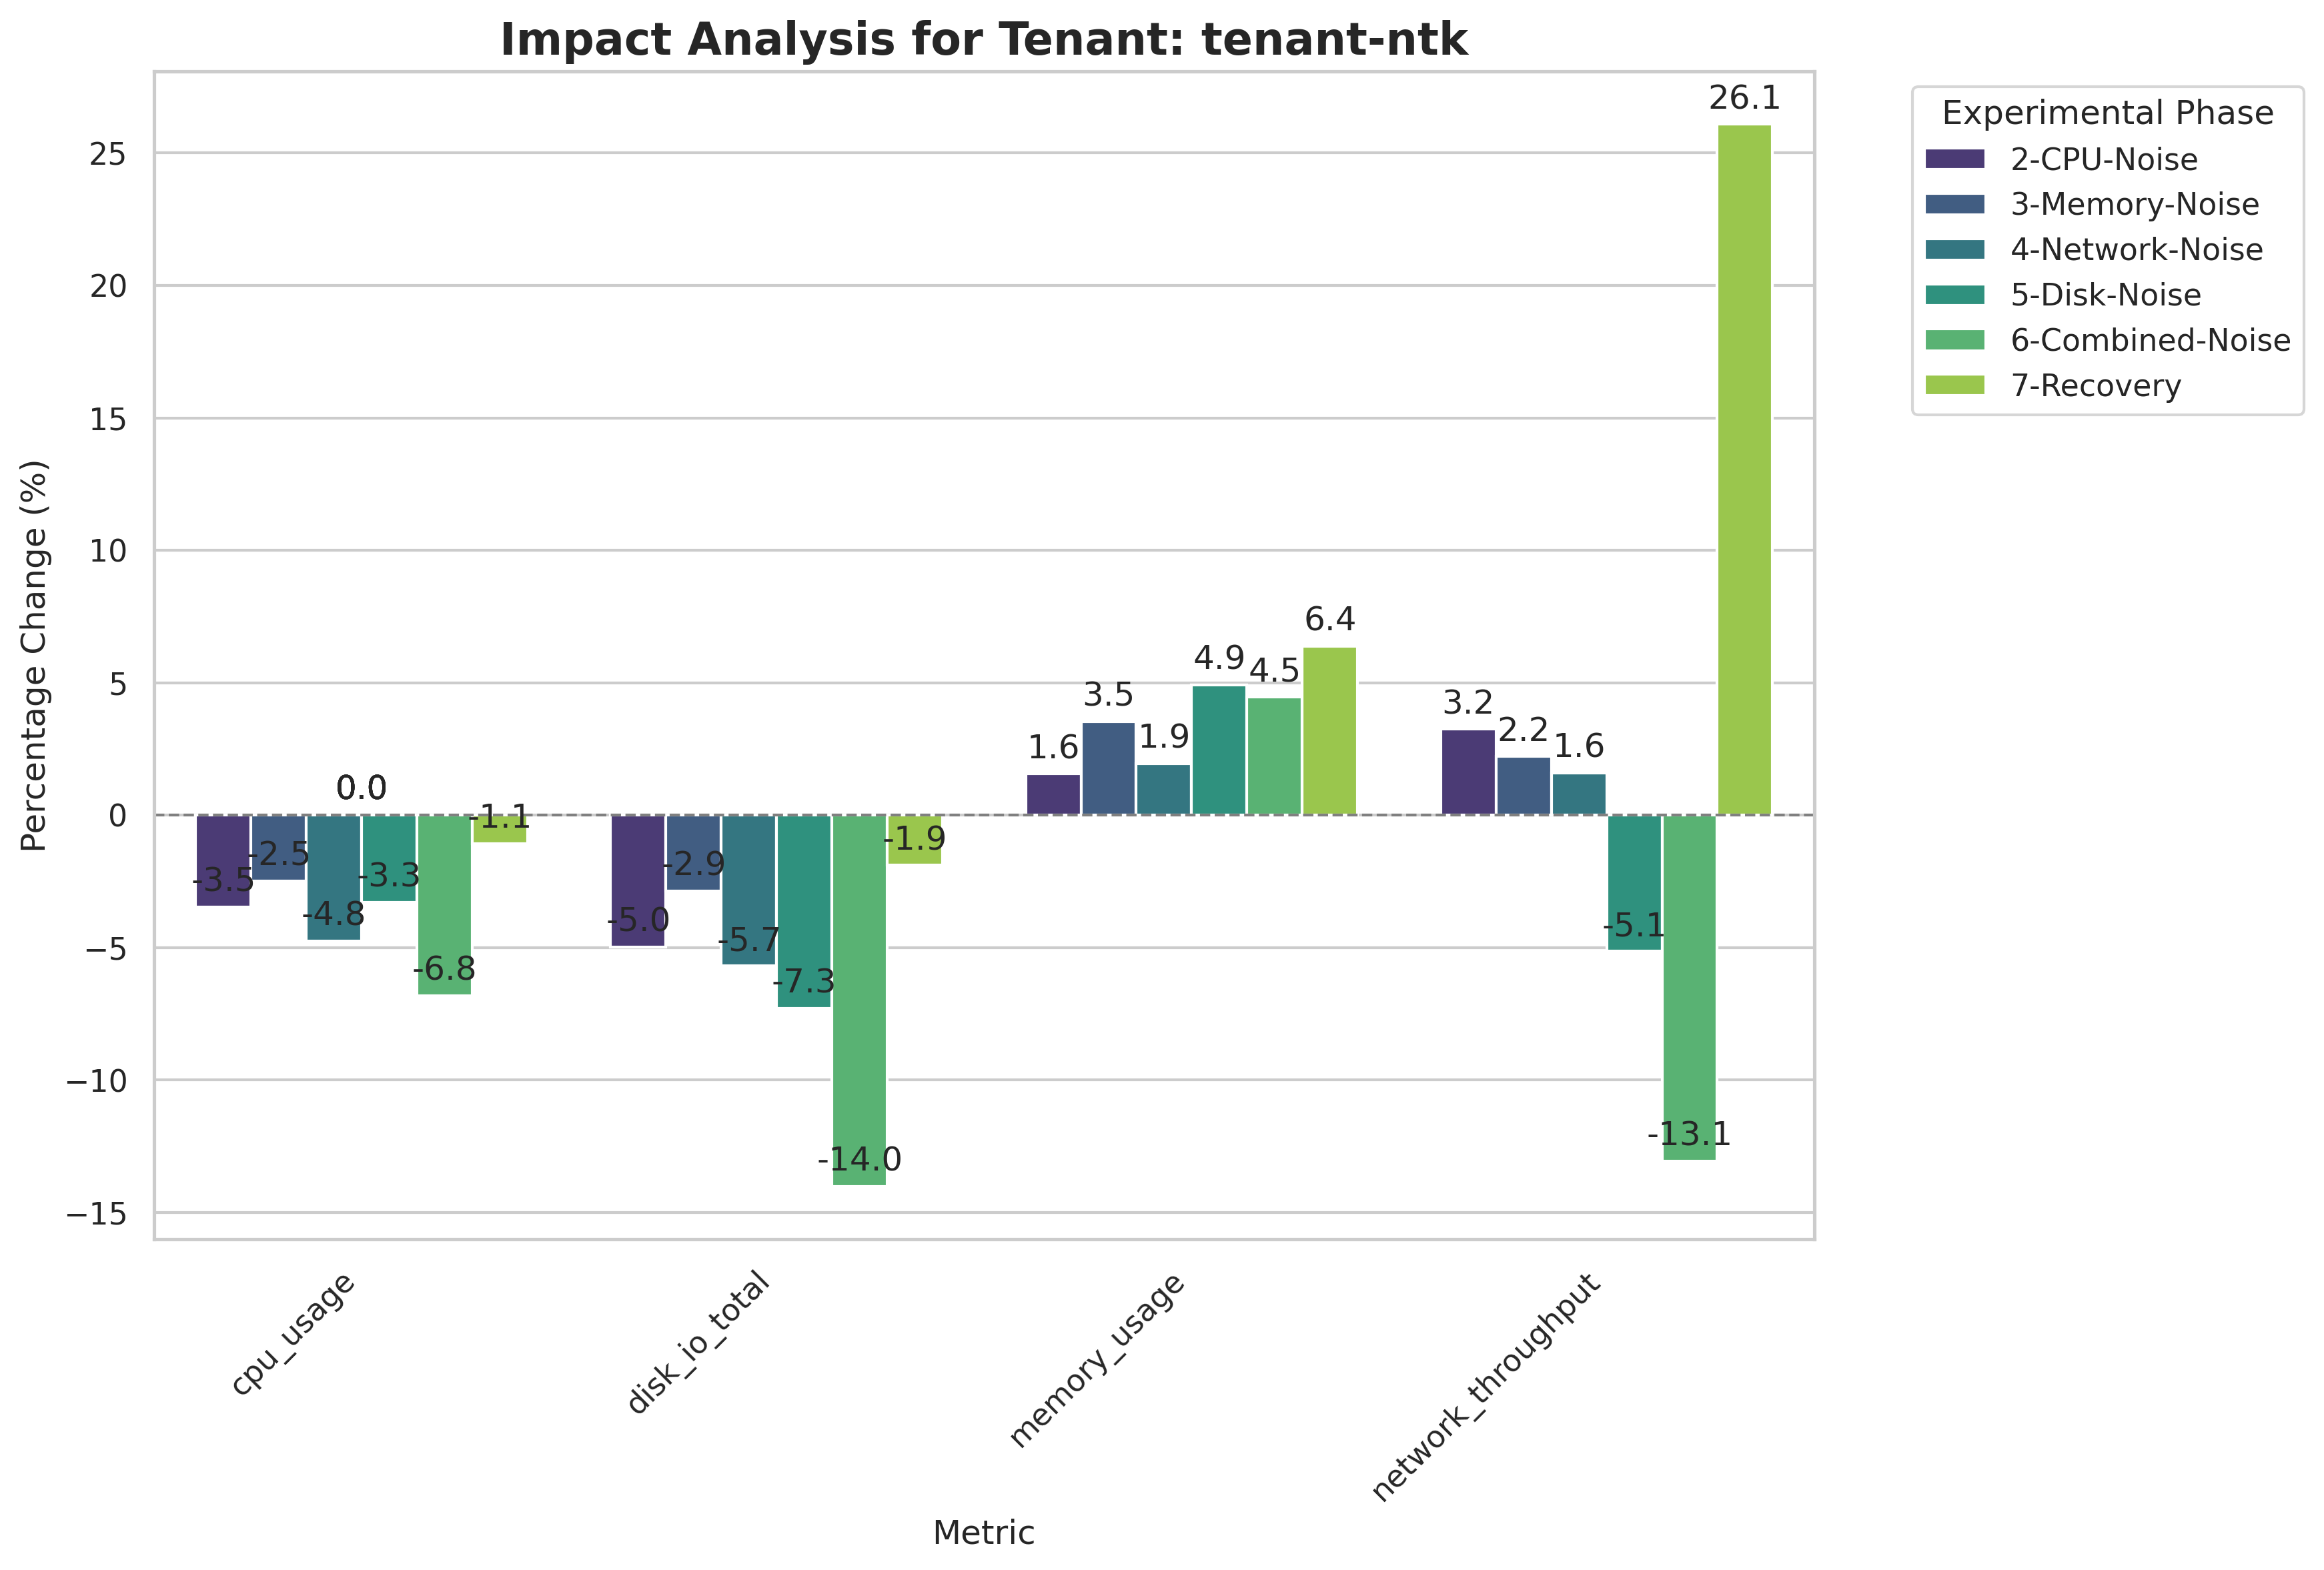 Impact Analysis for Tenant: tenant-ntk
Percentage Change (%)
25
20
15
10
5
0
−5
−10
−15
-3.5
-2.5
-4.8
-3.3
-6.8
-1.1
0.0
-5.0
-2.9
-5.7
-7.3
-14.0
-1.9
1.6
3.5
1.9
4.9
4.5
6.4
3.2
2.2
1.6
-5.1
-13.1
26.1
cpu_usage
disk_io_total
memory_usage
network_throughput
Metric
Experimental Phase
2-CPU-Noise
3-Memory-Noise
4-Network-Noise
5-Disk-Noise
6-Combined-Noise
7-Recovery